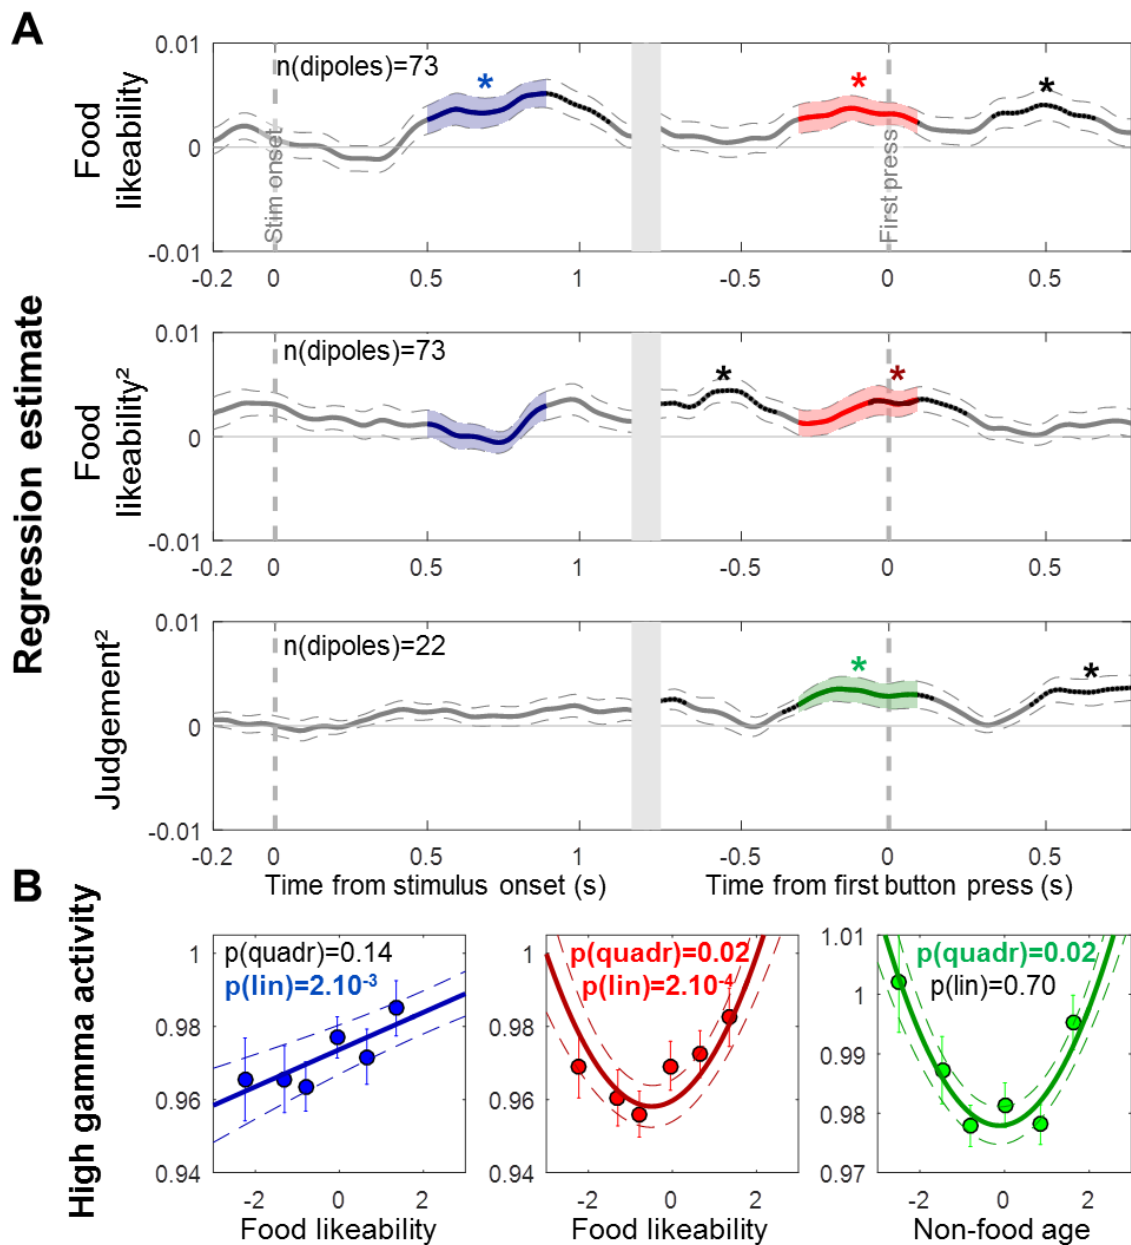 A
Regression estimate
Food
likeability
0.01
0
-0.01
n(dipoles)=73
*
*
*
Stim onset
First press
-0.2
0
0.5
1
-0.5
0
0.5
Food
likeability²
0.01
0
-0.01
n(dipoles)=73
*
*
-0.2
0
0.5
1
-0.5
0
0.5
Judgement²
0.01
0
-0.01
n(dipoles)=22
*
*
-0.2
0
0.5
1
-0.5
0
0.5
Time from stimulus onset (s)
Time from first button press (s)
B
High gamma activity
1
0.98
0.96
0.94
p(quadr)=0.14
p(lin)=2.10-3
-2
0
2
Food likeability
1
0.98
0.96
0.94
p(quadr)=0.02
p(lin)=2.10-4
-2
0
2
Food likeability
1.01
1
0.99
0.98
0.97
p(quadr)=0.02
p(lin)=0.70
-2
0
2
Non-food age